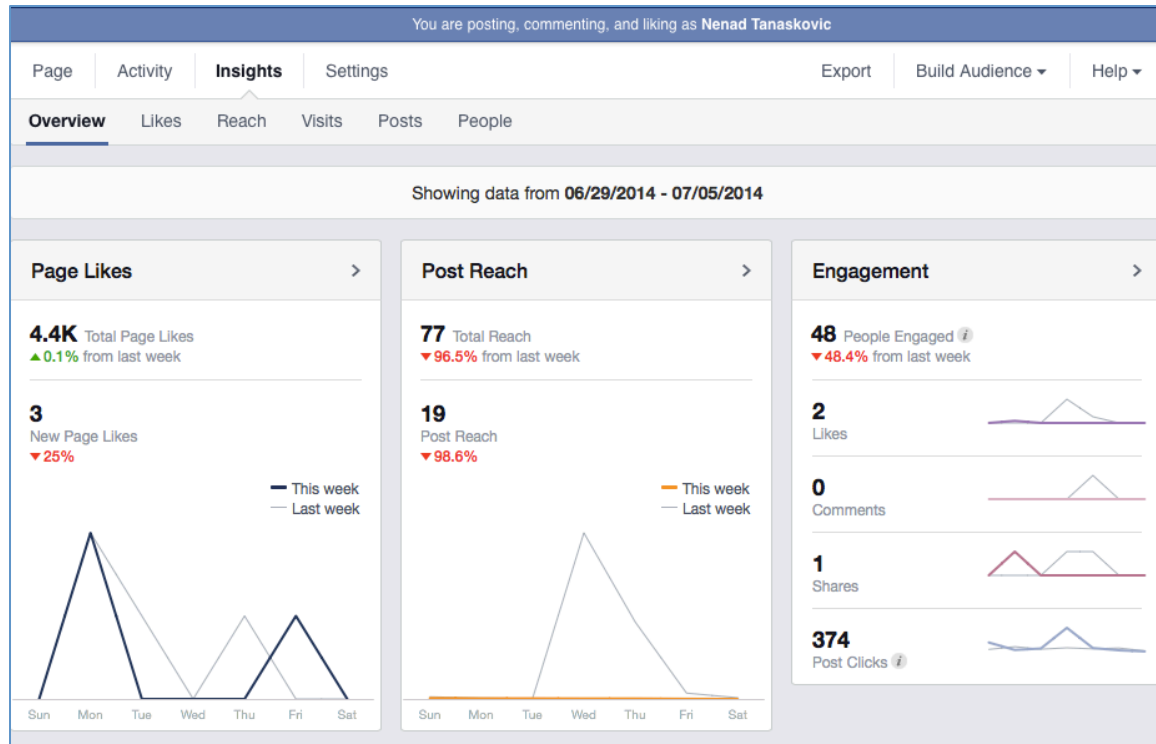 You are posting, commenting, and liking as Nenad Tanaskovic
Page Activity Insights Settings Export Build Audience Help
Overview Likes Reach Visits Posts People
Showing data from 06/29/2014 - 07/05/2014
Page Likes
4.4K Total Page Likes
0.1% from last week
3
New Page Likes
25%
This week
Last week
Sun Mon Tue Wed Thu Fri Sat
Post Reach
77 Total Reach
96.5% from last week
19
Post Reach
98.6%
This week
Last week
Sun Mon Tue Wed Thu Fri Sat
Engagement
48 People Engaged i
48.4% from last week
2
Likes
0
Comments
1
Shares
374
Post Clicks i